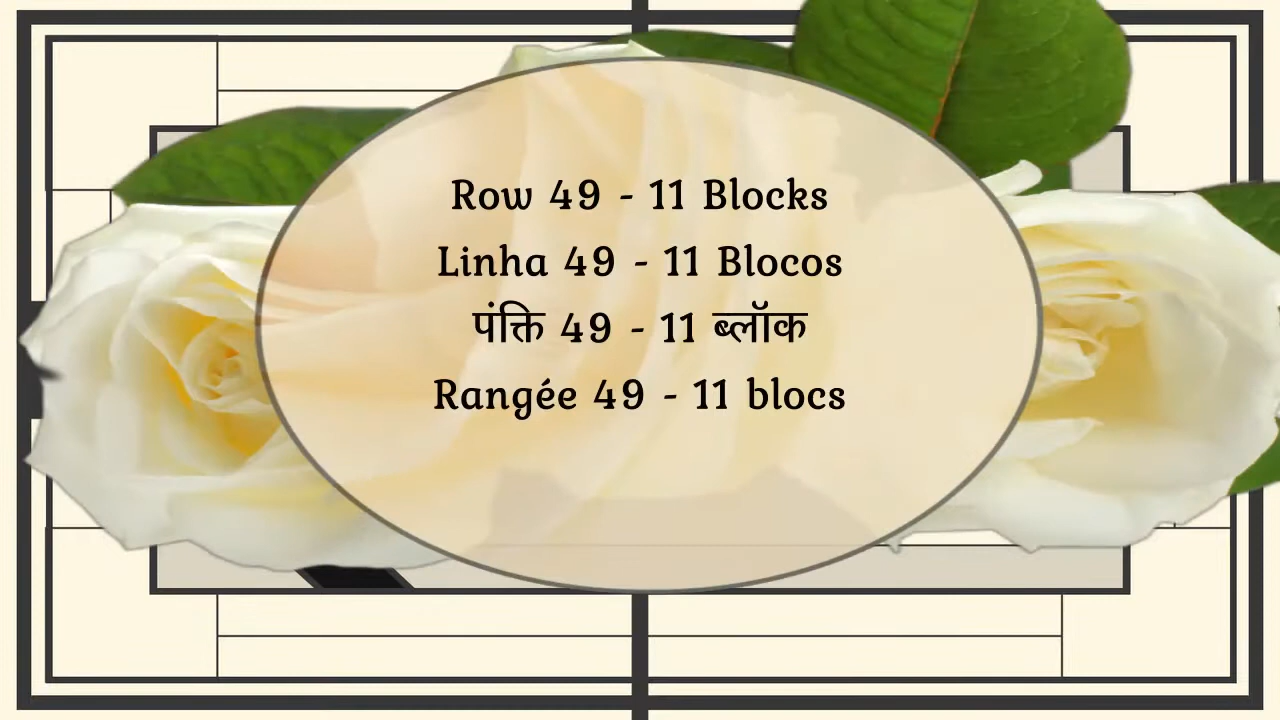 Row 49 - 11 Blocks
Linha 49 - 11 Blocos
पंक्ति 49 - 11 ब्लॉक
Rangée 49 - 11 blocs